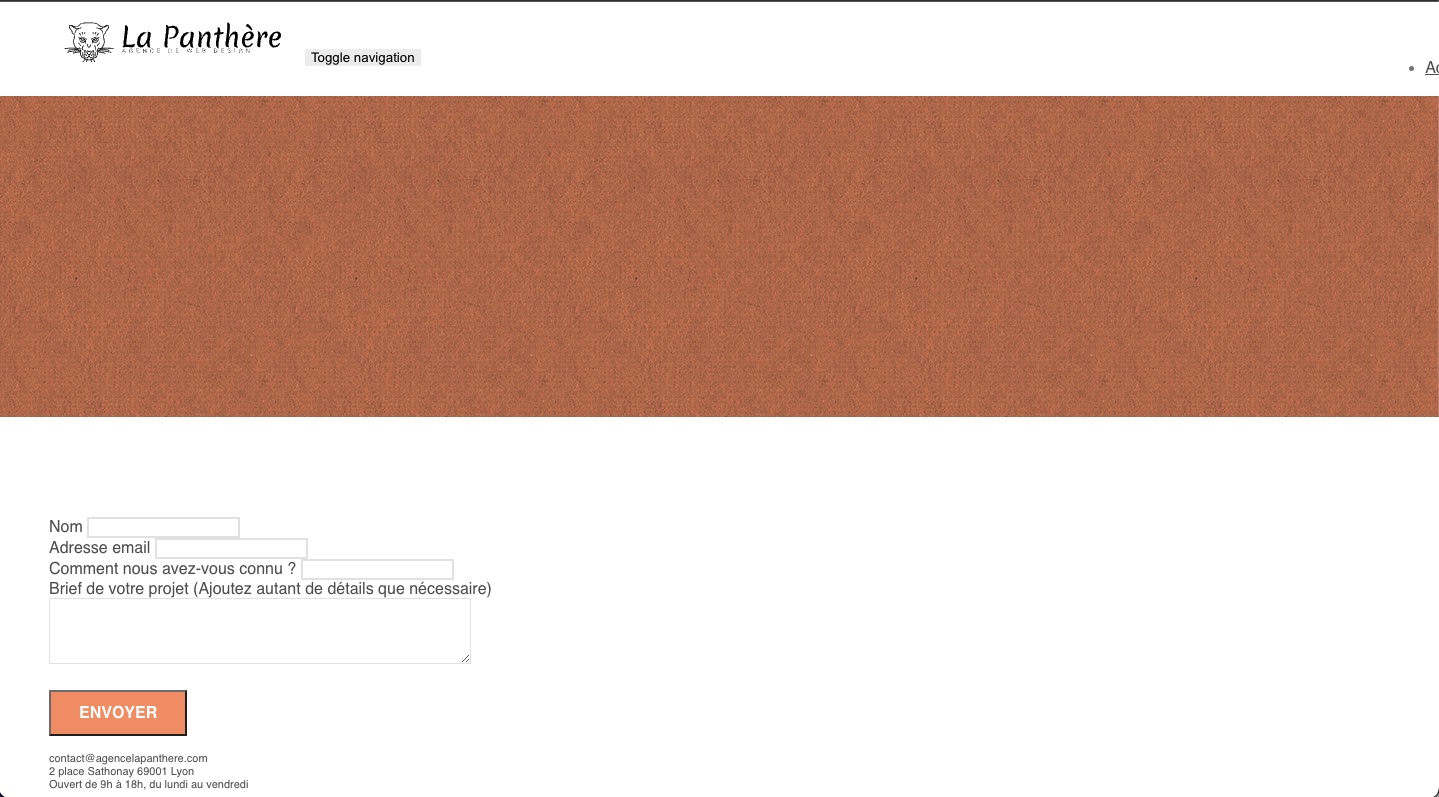 La Panthère
AGENCE DE WEB DESIGN
Toggle navigation
Nom
Adresse email
Comment nous avez-vous connu ?
Brief de votre projet (Ajoutez autant de détails que nécessaire)
ENVOYER
contact@agencelapanthere.com
2 place Sathonay 69001 Lyon
Ouvert de 9h à 18h, du lundi au vendredi